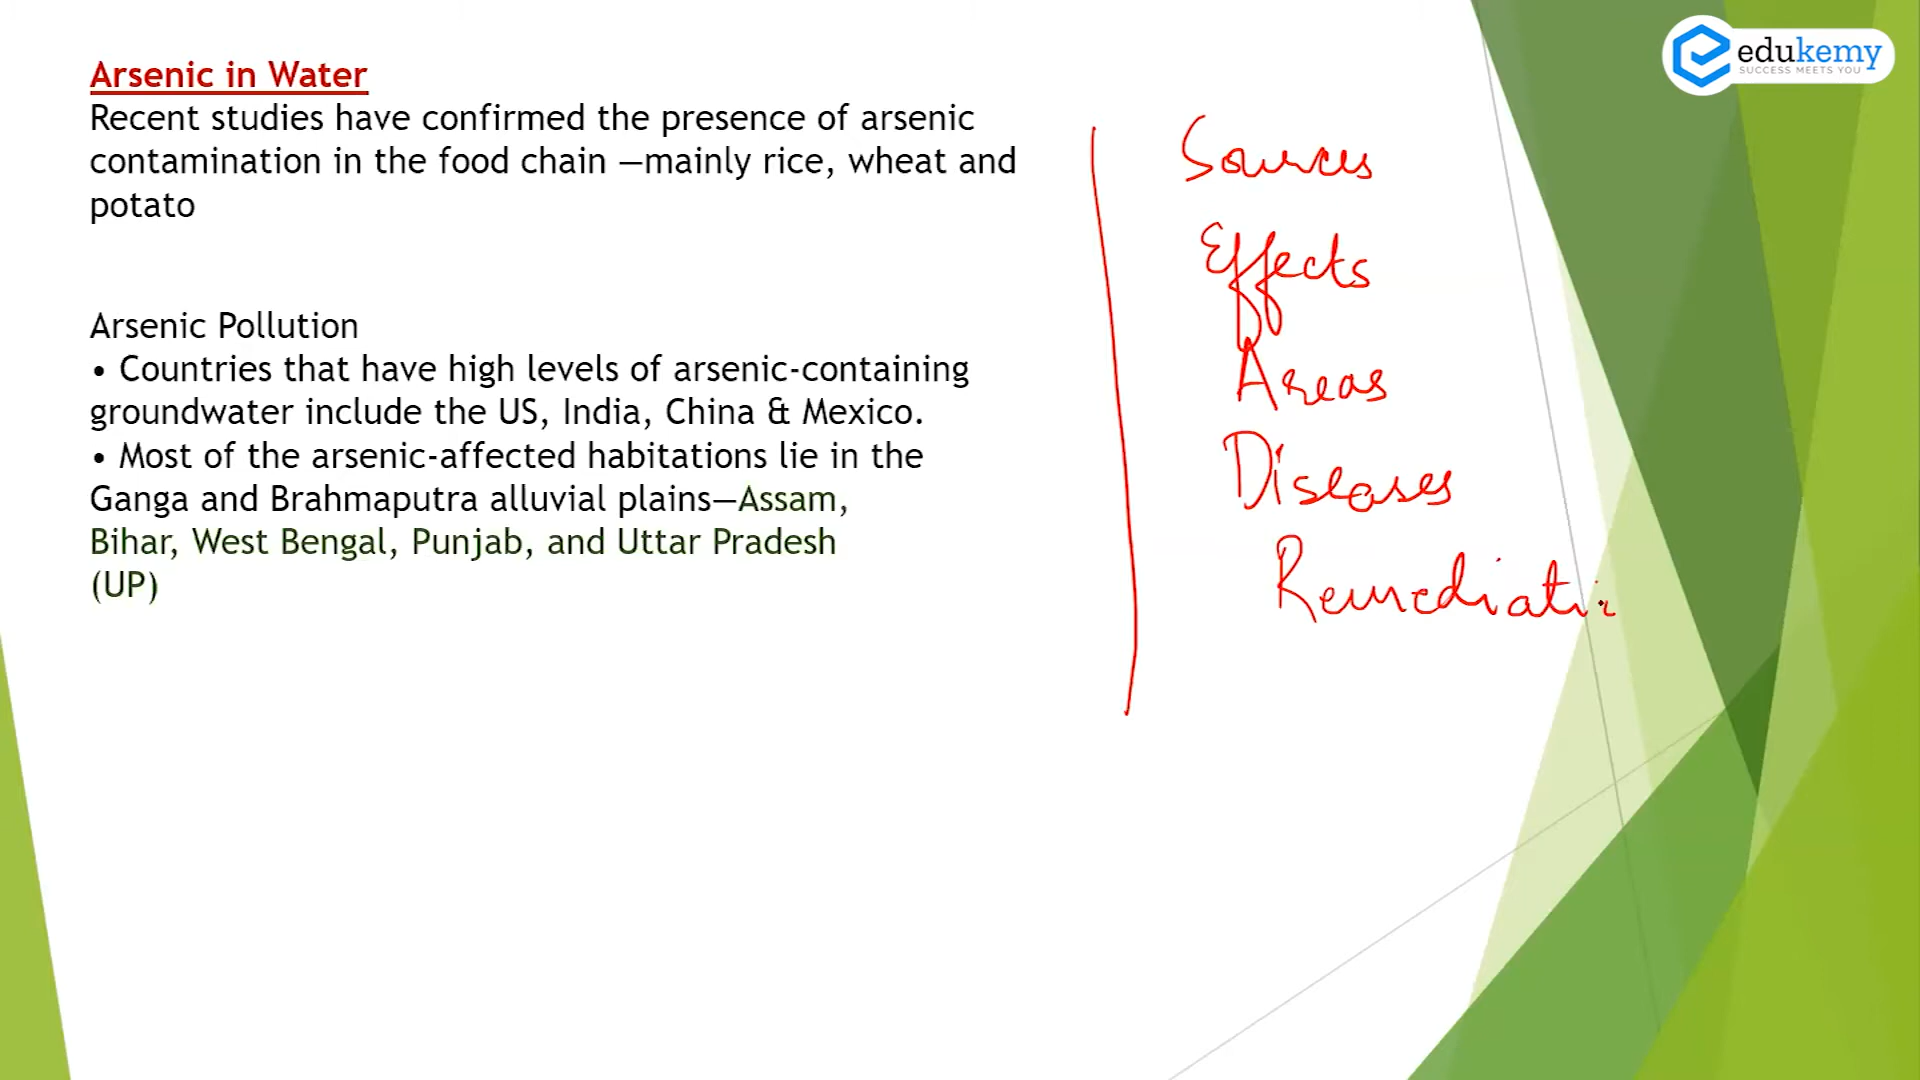 Arsenic in Water
Recent studies have confirmed the presence of arsenic
contamination in the food chain —mainly rice, wheat and
potato
Arsenic Pollution
• Countries that have high levels of arsenic-containing
groundwater include the US, India, China & Mexico.
• Most of the arsenic-affected habitations lie in the
Ganga and Brahmaputra alluvial plains—Assam,
Bihar, West Bengal, Punjab, and Uttar Pradesh
(UP)
Sources
Effects
Areas
Diseases
Remediati
edukemy
SUCCESS MEETS YOU